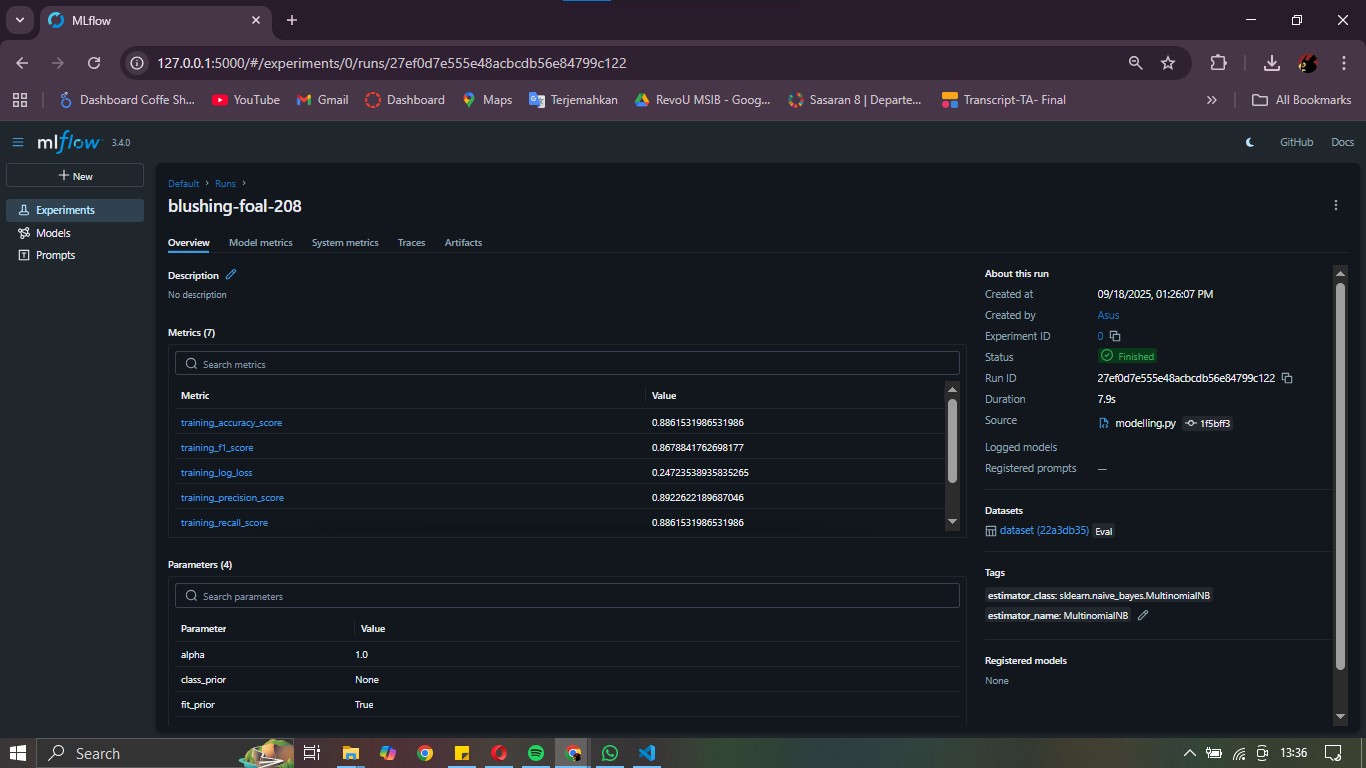 MLflow
127.0.0.1:5000/#/experiments/0/runs/27ef0d7e555e48acbcdb56e84799c122
Dashboard Coffe Sh...
YouTube
Gmail
Dashboard
Maps
Terjemahkan
RevoU MSIB - Goog...
Sasaran 8 | Departe...
Transcript-TA- Final
All Bookmarks
mlflow 3.4.0
GitHub
Docs
New
Experiments
Models
Prompts
Default > Runs >
blushing-foal-208
Overview
Model metrics
System metrics
Traces
Artifacts
Description
No description
Metrics (7)
Search metrics
Metric Value
training_accuracy_score 0.8861531986531986
training_f1_score 0.8678841762698177
training_log_loss 0.24723538935835265
training_precision_score 0.8922622189687046
training_recall_score 0.8861531986531986
Parameters (4)
Search parameters
Parameter Value
alpha 1.0
class_prior None
fit_prior True
About this run
Created at 09/18/2025, 01:26:07 PM
Created by Asus
Experiment ID 0
Status Finished
Run ID 27ef0d7e555e48acbcdb56e84799c122
Duration 7.9s
Source modelling.py 1f5bff3
Logged models
Registered prompts —
Datasets
dataset (22a3db35) Eval
Tags
estimator_class: sklearn.naive_bayes.MultinomialNB
estimator_name: MultinomialNB
Registered models
None
Search
13:36